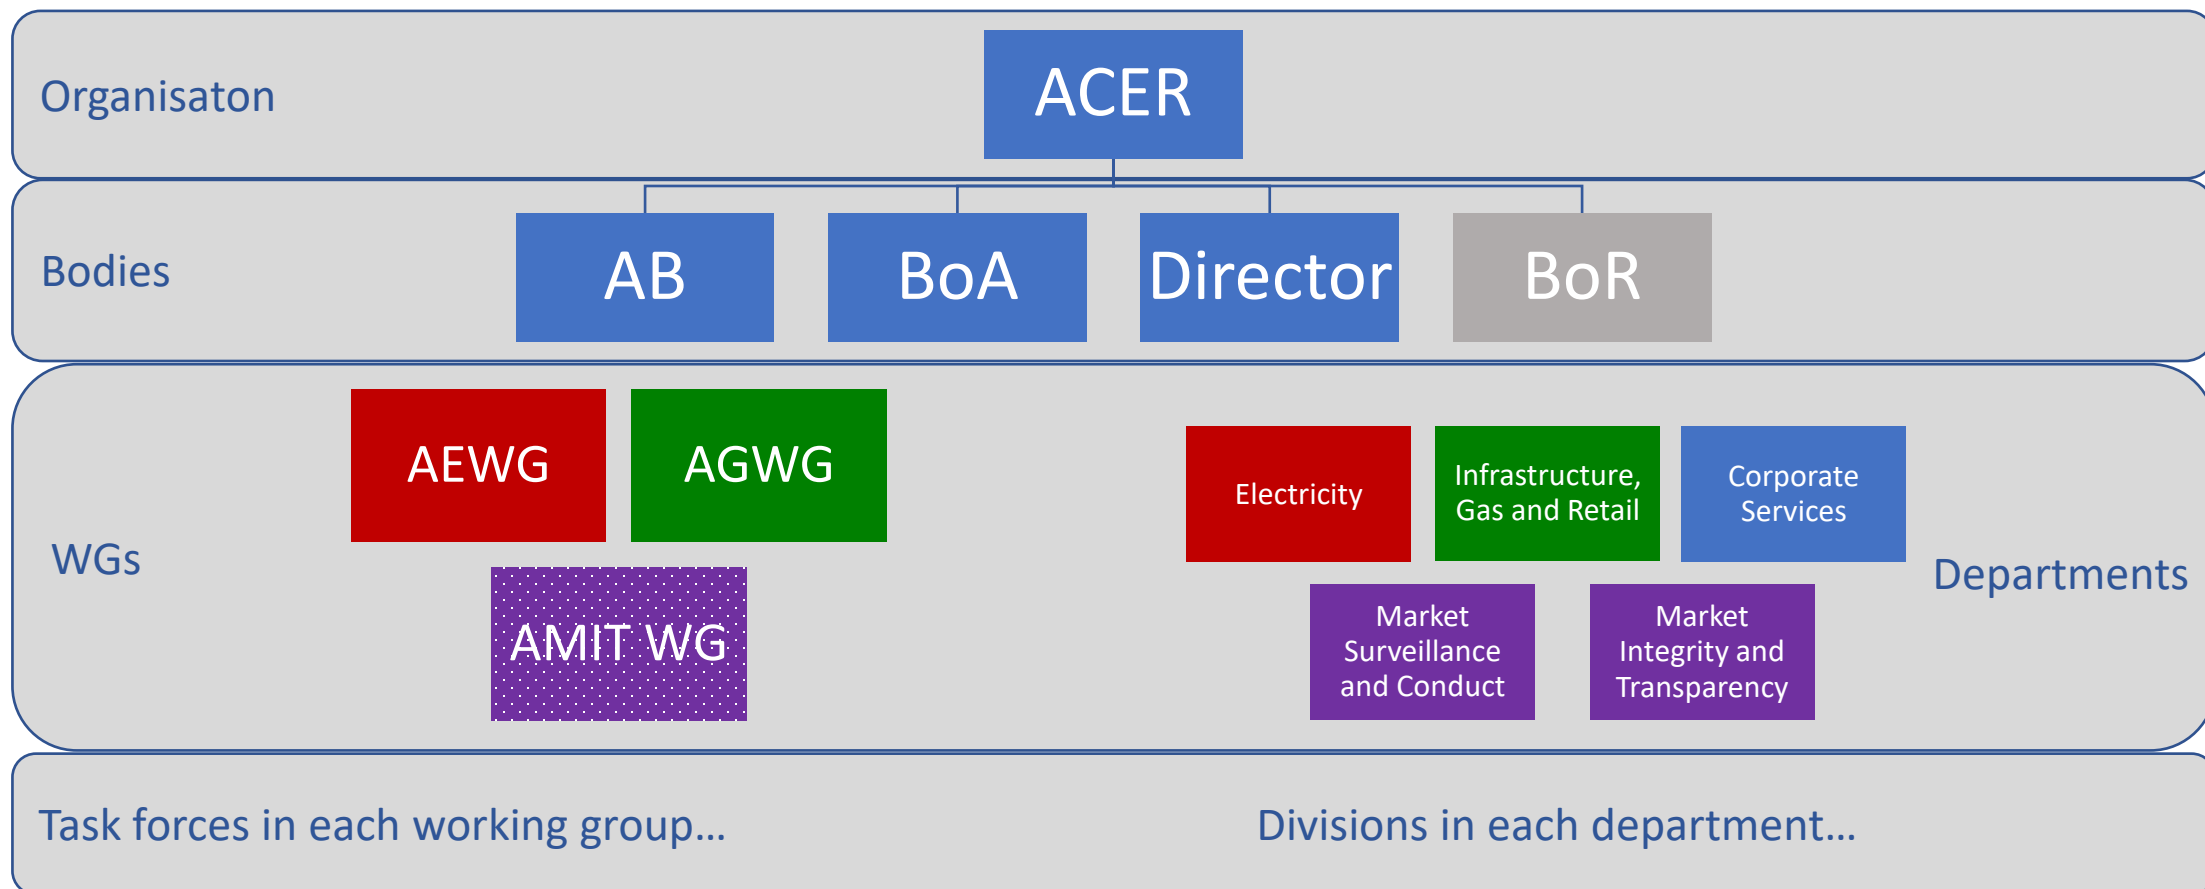 Organisaton
ACER
Bodies
AB
BoA
Director
BoR
WGs
AEWG
AGWG
AMIT WG
Electricity
Infrastructure,
Gas and Retail
Corporate
Services
Market
Surveillance
and Conduct
Market
Integrity and
Transparency
Departments
Task forces in each working group...
Divisions in each department...